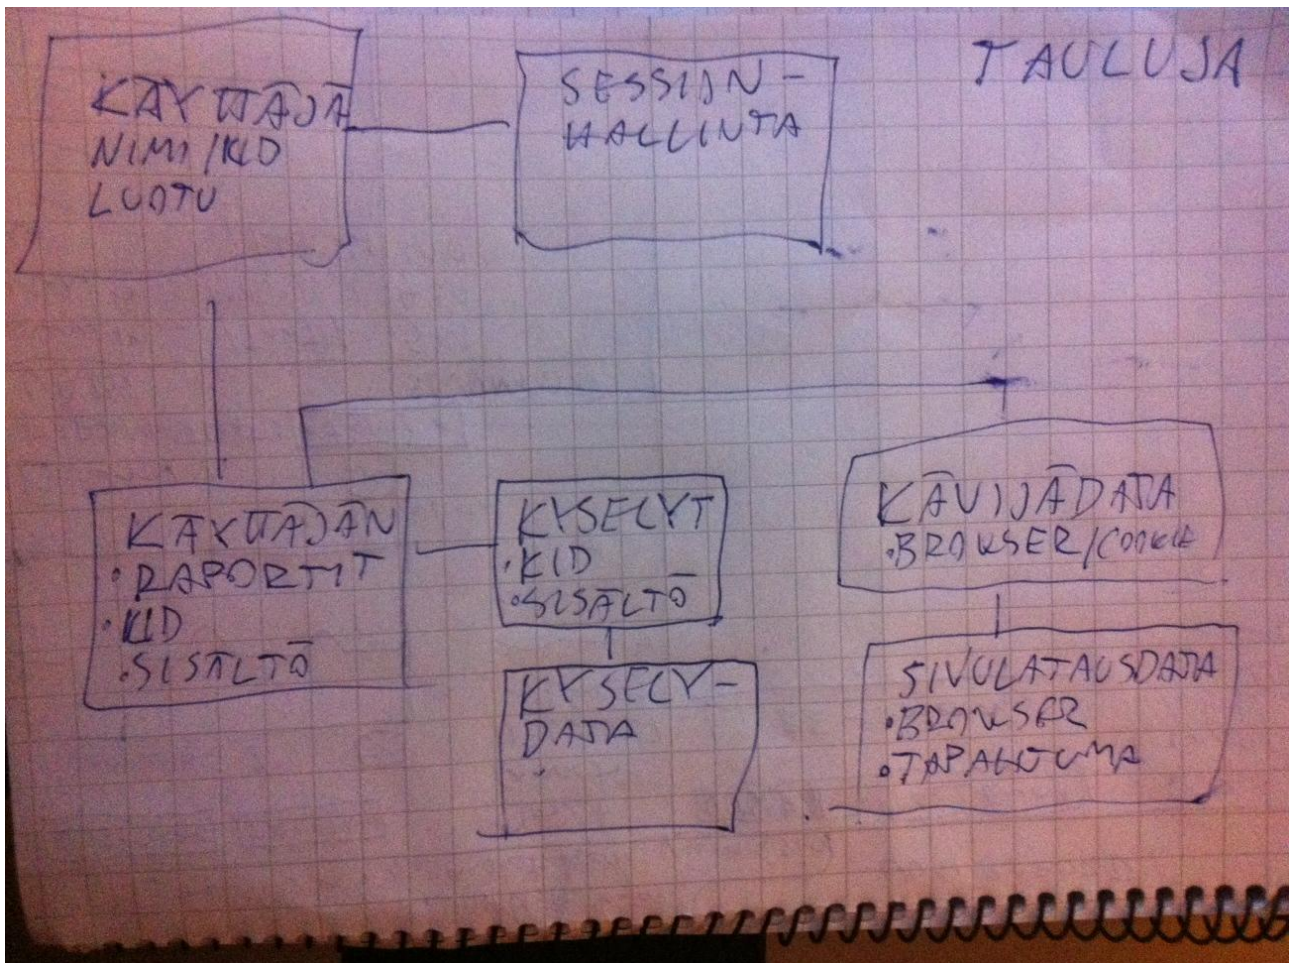 TAULUJA
KÄYTTÄJÄ
NIMI/KID
LUOTU
SESSION-
HALLINTA
KÄYTTÄJÄN
•RAPORTIT
•KID
•SISÄLTÖ
KYSELYT
•KID
•SISÄLTÖ
KYSELY-
DATA
KÄVIJÄDATA
•BROWSER/COOKIE
SIVULATAUSDATA
•BROWSER
•TAPAHTUMA